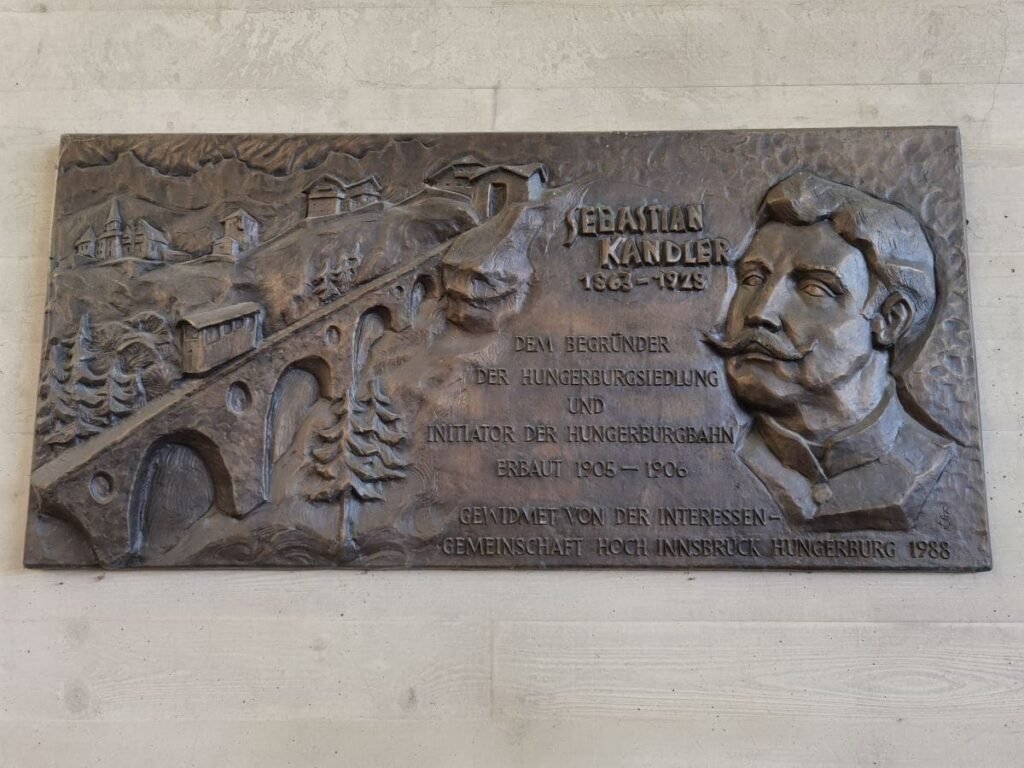 SEBASTIAN
KANDLER
1863-1928
DEM BEGRÜNDER
DER HUNGERBURGSIEDLUNG
UND
INITIATOR DER HUNGERBURGBAHN
ERBAUT 1905-1906
GEWIDMET VON DER INTERESSEN-
GEMEINSCHAFT HOCH INNSBRUCK HUNGERBURG 1988